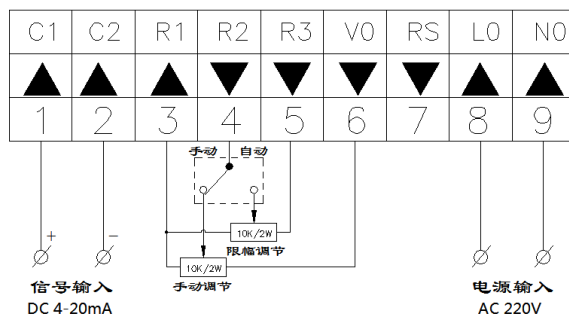 C1 C2 R1 R2 R3 V0 RS L0 N0
1 2 3 4 5 6 7 8 9
手动 自动
+ −
10K/2W
限幅调节
10K/2W
手动调节
信号输入
DC 4-20mA
电源输入
AC 220V